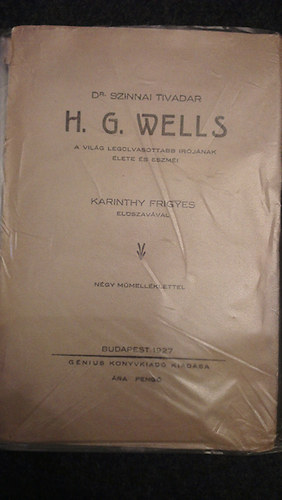 DR. SZINNAI TIVADAR
H. G. WELLS
A VILÁG LEGOLVASOTTABB IRÓJÁNAK
ÉLETE ÉS ESZMÉI
KARINTHY FRIGYES
ELŐSZAVÁVAL
NÉGY MŰMELLÉKLETTEL
BUDAPEST, 1927
GÉNIUS KÖNYVKIADÓ KIADÁSA
ÁRA PENGŐ